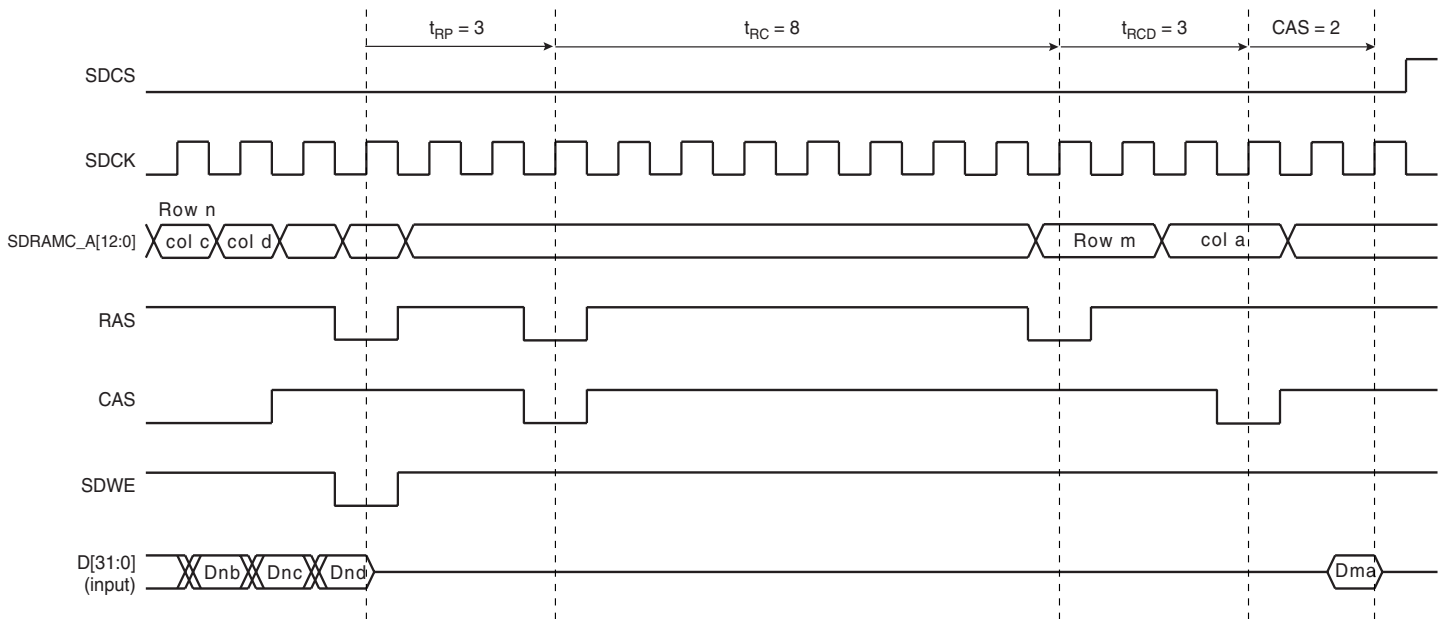 tRP = 3
tRC = 8
tRCD = 3
CAS = 2
SDCS
SDCK
Row n
SDRAMC_A[12:0]
col c
col d
Row m
col a
RAS
CAS
SDWE
D[31:0]
(input)
Dnb
Dnc
Dnd
Dma